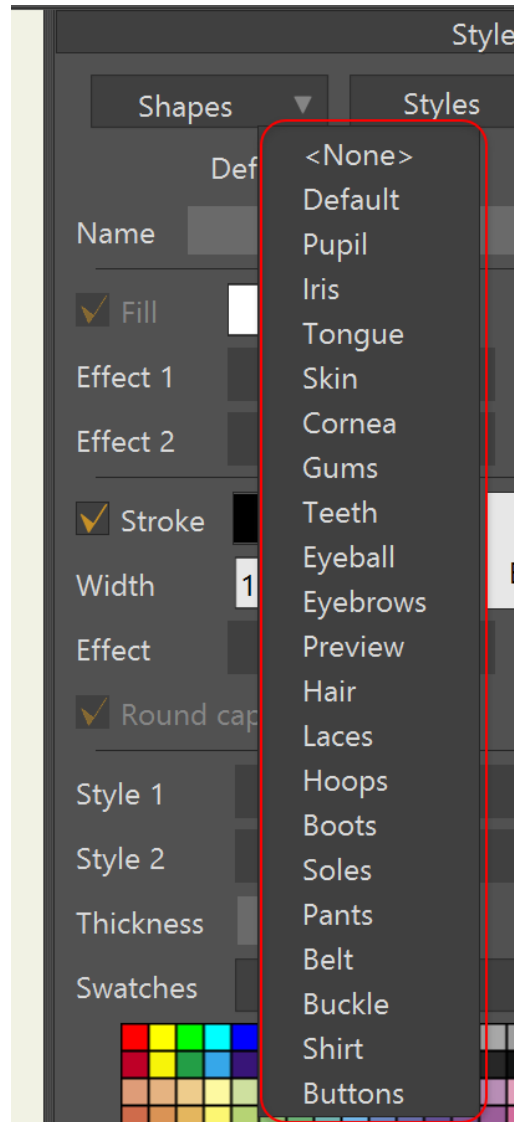 Style
Shapes
Styles
Def
Name
Fill
Effect 1
Effect 2
Stroke
Width 1
Effect
Round cap
Style 1
Style 2
Thickness
Swatches
<None>
Default
Pupil
Iris
Tongue
Skin
Cornea
Gums
Teeth
Eyeball
Eyebrows
Preview
Hair
Laces
Hoops
Boots
Soles
Pants
Belt
Buckle
Shirt
Buttons